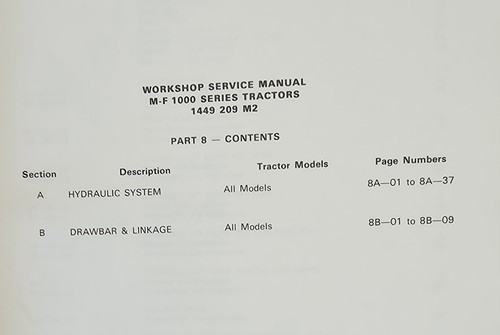 WORKSHOP SERVICE MANUAL
M-F 1000 SERIES TRACTORS
1449 209 M2
PART 8 — CONTENTS
Section Description Tractor Models Page Numbers
A HYDRAULIC SYSTEM All Models 8A—01 to 8A—37
B DRAWBAR & LINKAGE All Models 8B—01 to 8B—09